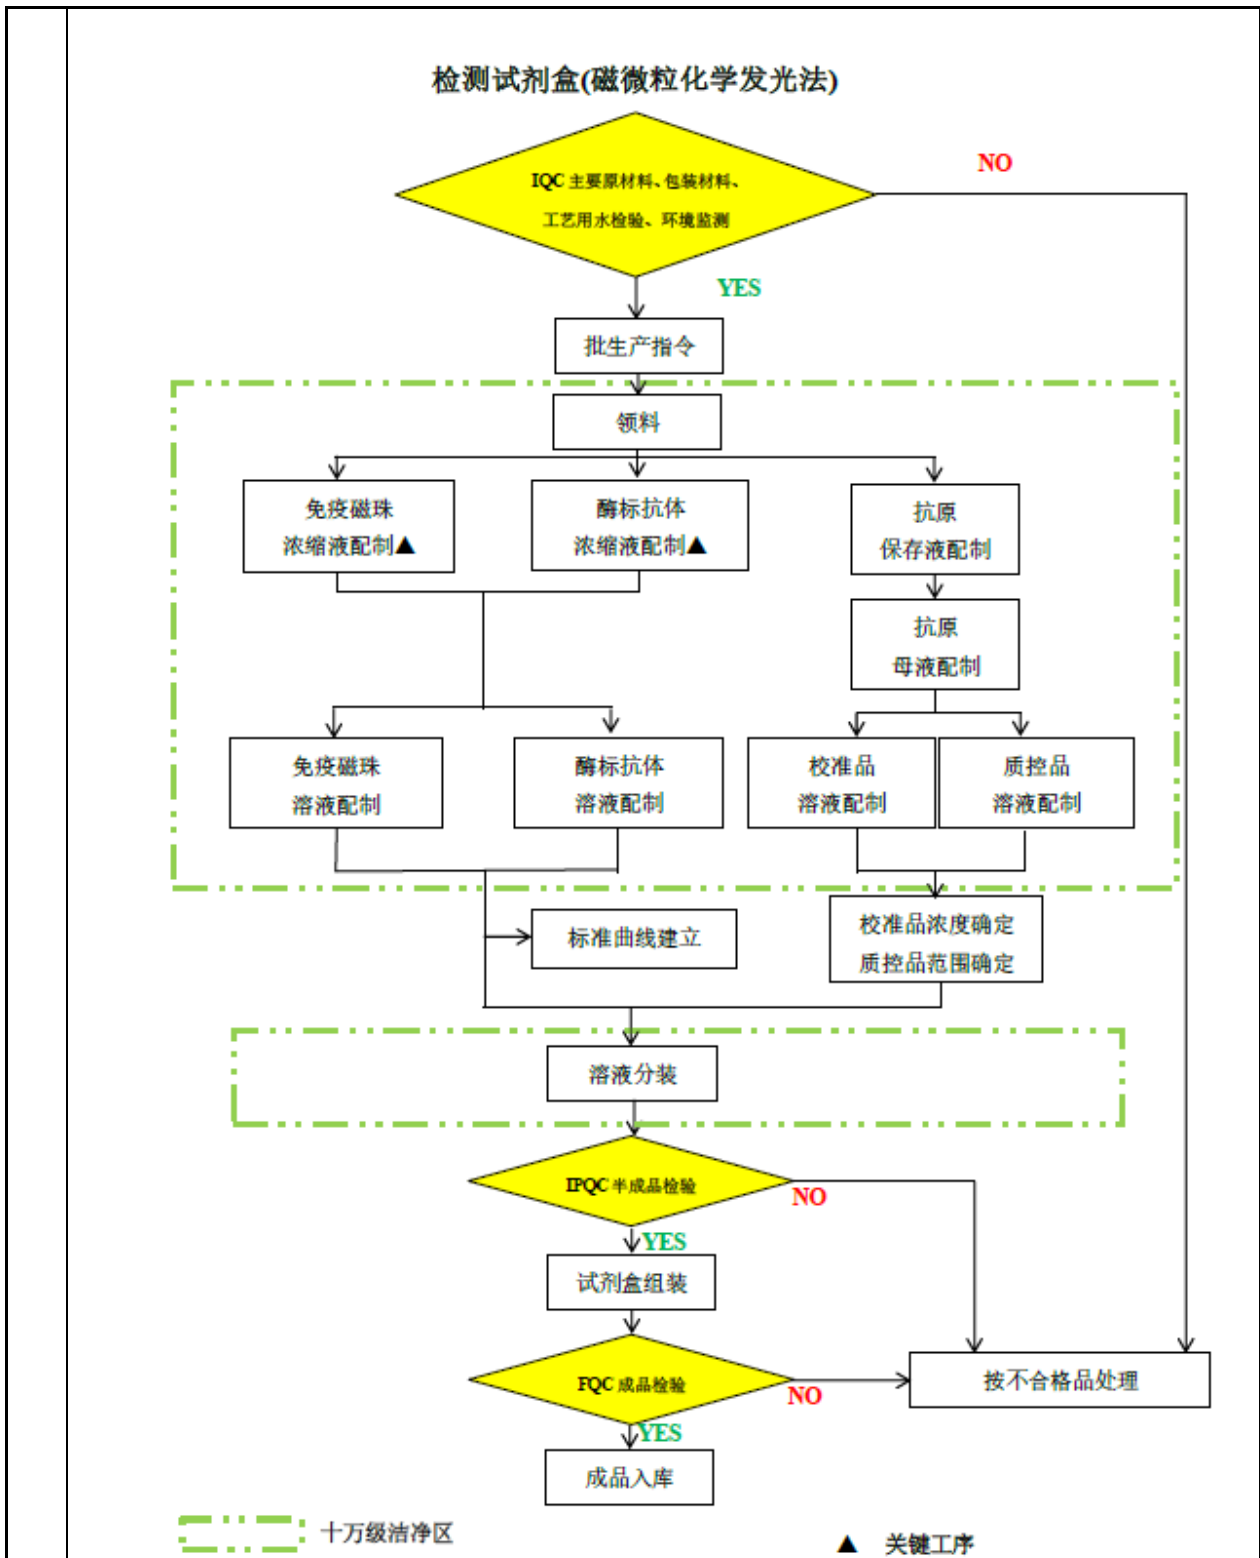 检测试剂盒(磁微粒化学发光法)
IQC 主要原材料、包装材料、
工艺用水检验、环境监测
NO
YES
批生产指令
领料
免疫磁珠
浓缩液配制▲
酶标抗体
浓缩液配制▲
抗原
保存液配制
抗原
母液配制
免疫磁珠
溶液配制
酶标抗体
溶液配制
校准品
溶液配制
质控品
溶液配制
标准曲线建立
校准品浓度确定
质控品范围确定
溶液分装
IPQC 半成品检验
NO
YES
试剂盒组装
FQC 成品检验
NO
按不合格品处理
YES
成品入库
十万级洁净区
▲ 关键工序